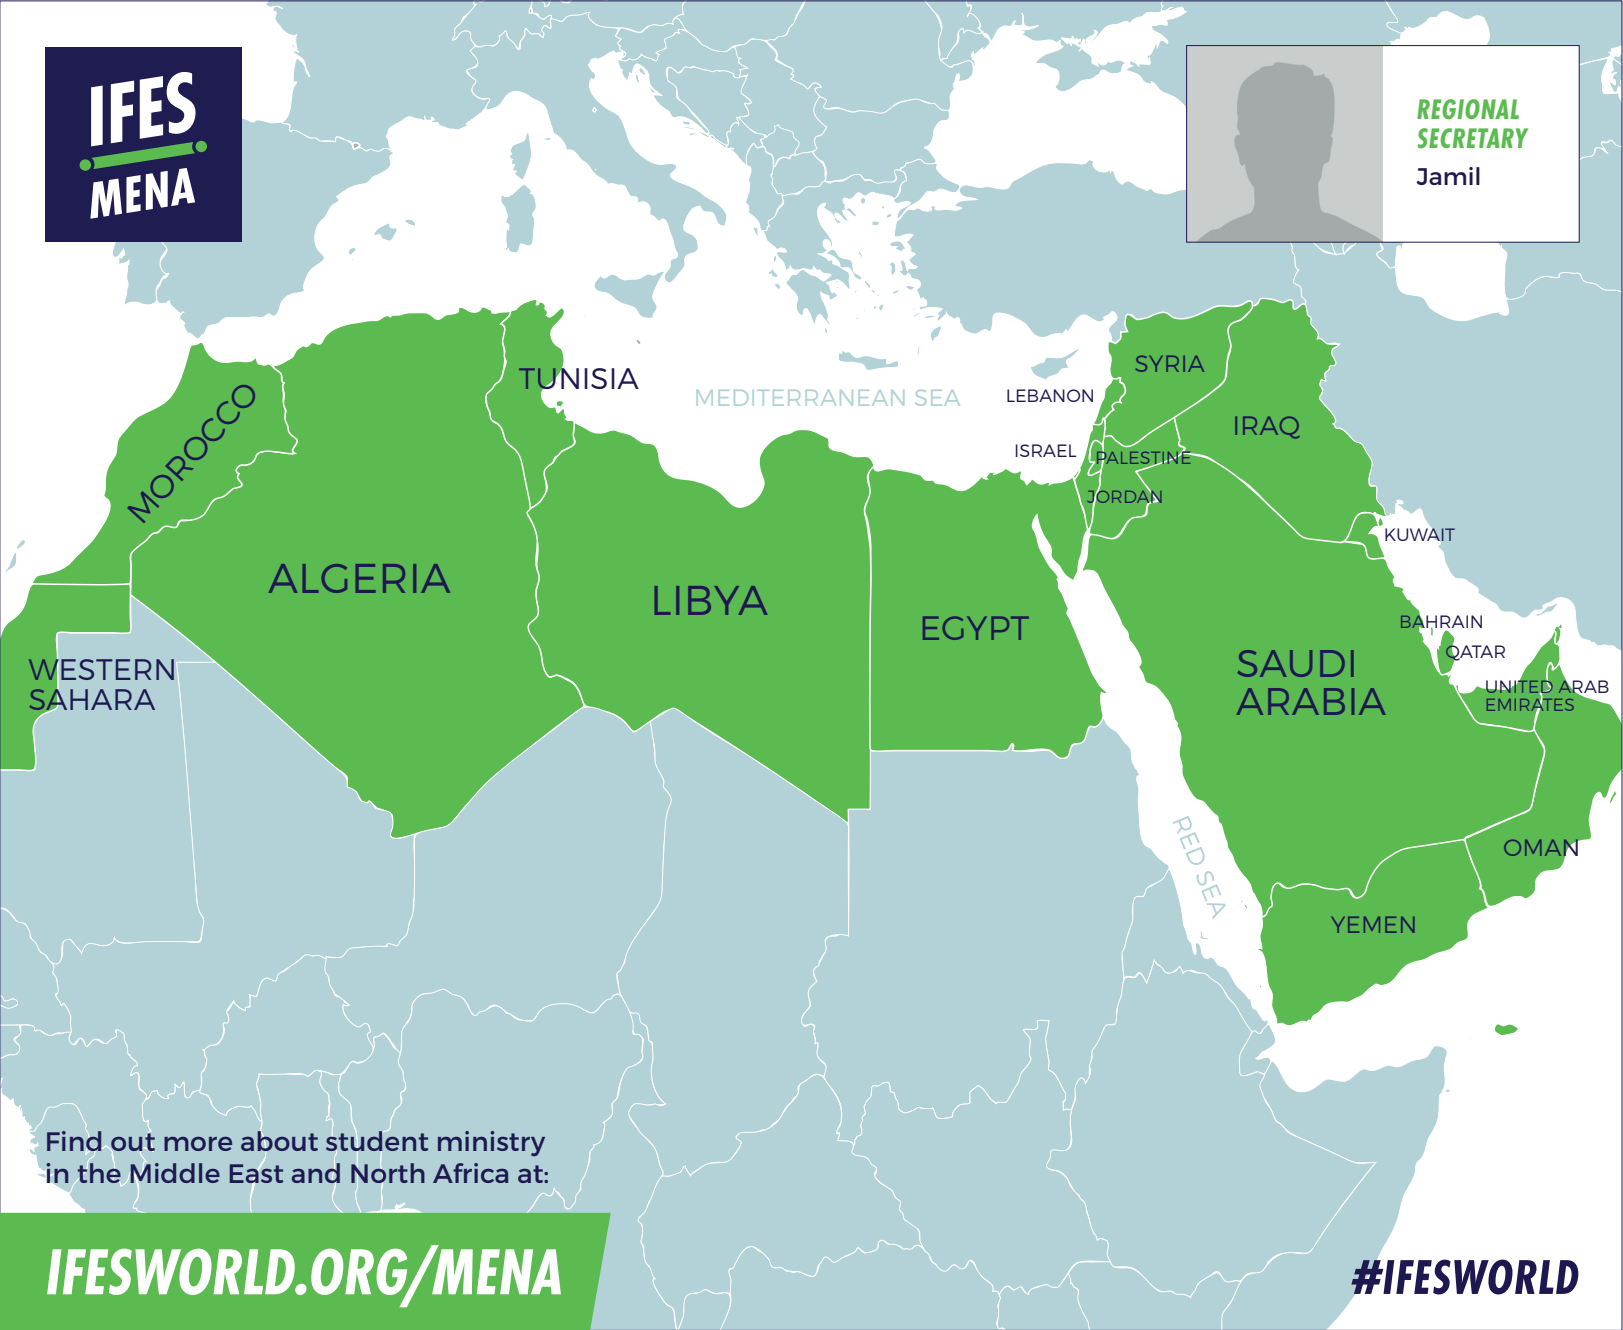 IFES
MENA
REGIONAL
SECRETARY
Jamil
SYRIA
TUNISIA
MEDITERRANEAN SEA
LEBANON
MOROCCO
IRAQ
ISRAEL
PALESTINE
JORDAN
KUWAIT
ALGERIA
LIBYA
EGYPT
BAHRAIN
QATAR
WESTERN
SAHARA
SAUDI
ARABIA
UNITED ARAB
EMIRATES
RED SEA
OMAN
YEMEN
Find out more about student ministry
in the Middle East and North Africa at:
IFESWORLD.ORG/MENA
#IFESWORLD